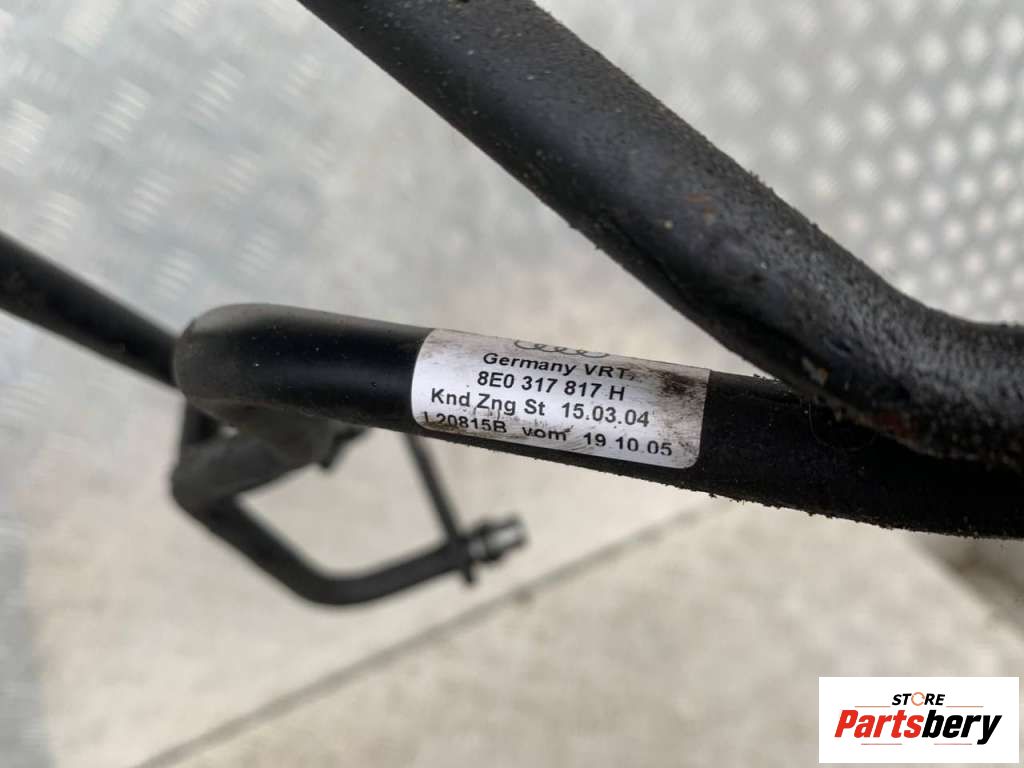 Germany VRT,
8E0 317 817 H
Knd Zng St 15.03.04
L20815B vom 19 10 05
STORE
Partsbery